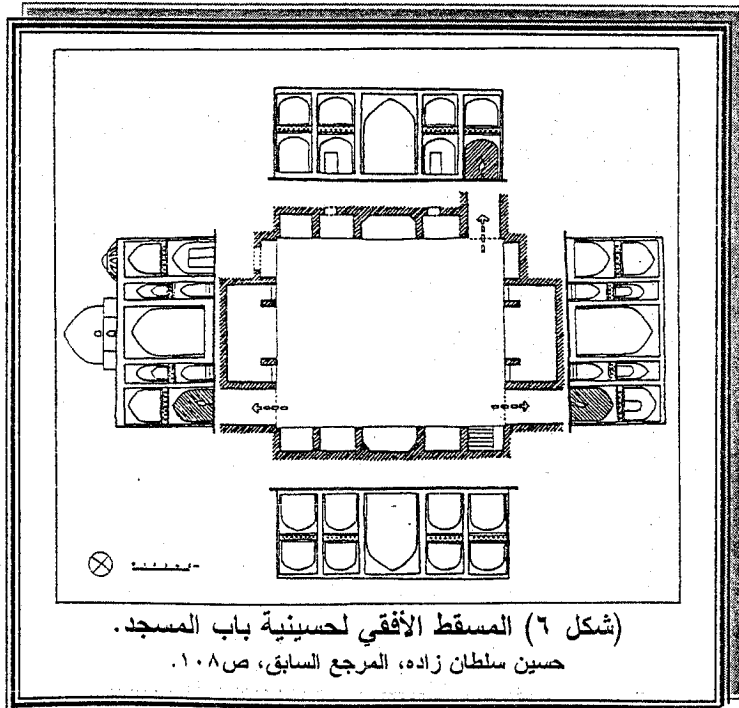 (شكل ٦) المسقط الأفقي لحسينية باب المسجد.
حسين سلطان زاده، المرجع السابق، ص١٠٨.